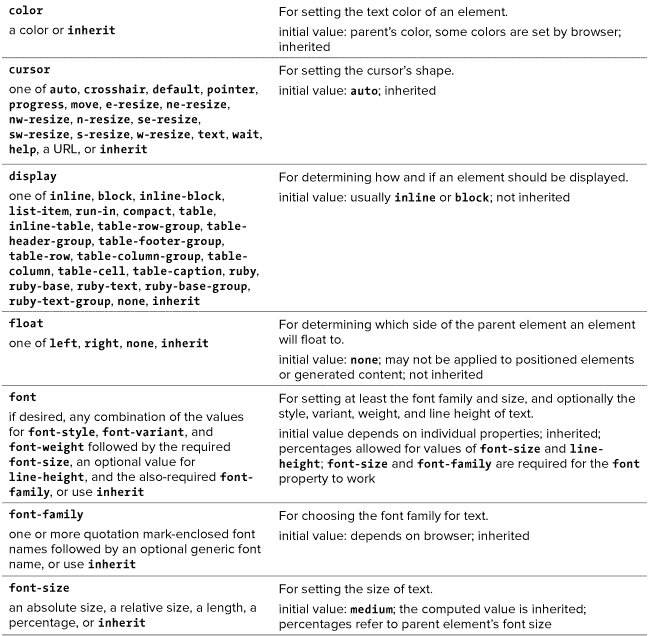 color
a color or inherit
For setting the text color of an element.
initial value: parent's color, some colors are set by browser;
inherited
cursor
one of auto, crosshair, default, pointer,
progress, move, e-resize, ne-resize,
nw-resize, n-resize, se-resize,
sw-resize, s-resize, w-resize, text, wait,
help, a URL, or inherit
For setting the cursor's shape.
initial value: auto; inherited
display
one of inline, block, inline-block,
list-item, run-in, compact, table,
inline-table, table-row-group, table-
header-group, table-footer-group,
table-row, table-column-group, table-
column, table-cell, table-caption, ruby,
ruby-base, ruby-text, ruby-base-group,
ruby-text-group, none, inherit
For determining how and if an element should be displayed.
initial value: usually inline or block; not inherited
float
one of left, right, none, inherit
For determining which side of the parent element an element
will float to.
initial value: none; may not be applied to positioned elements
or generated content; not inherited
font
if desired, any combination of the values
for font-style, font-variant, and
font-weight followed by the required
font-size, an optional value for
line-height, and the also-required font-
family, or use inherit
For setting at least the font family and size, and optionally the
style, variant, weight, and line height of text.
initial value depends on individual properties; inherited;
percentages allowed for values of font-size and line-
height; font-size and font-family are required for the font
property to work
font-family
one or more quotation mark-enclosed font
names followed by an optional generic font
name, or use inherit
For choosing the font family for text.
initial value: depends on browser; inherited
font-size
an absolute size, a relative size, a length, a
percentage, or inherit
For setting the size of text.
initial value: medium; the computed value is inherited;
percentages refer to parent element's font size